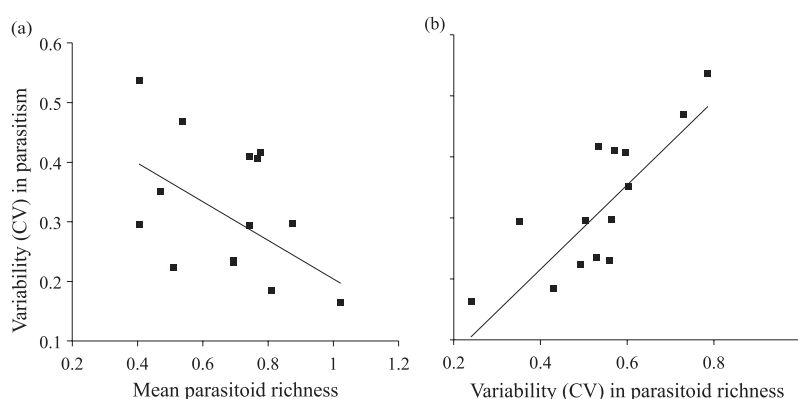 (a)
0.6
0.5
0.4
0.3
0.2
0.1
Variability (CV) in parasitism
0.2 0.4 0.6 0.8 1 1.2
Mean parasitoid richness
(b)
0.2 0.4 0.6 0.8
Variability (CV) in parasitoid richness